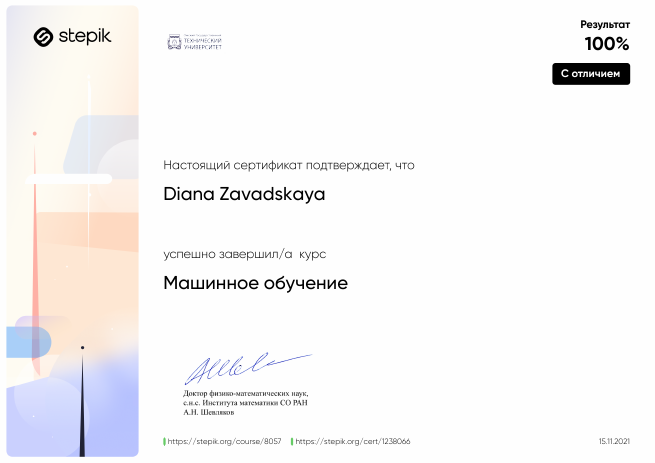 stepik
ТЕХНИЧЕСКИЙ
УНИВЕРСИТЕТ
Результат
100%
С отличием
Настоящий сертификат подтверждает, что
Diana Zavadskaya
успешно завершил/а курс
Машинное обучение
Доктор физико-математических наук,
с.н.с. Института математики СО РАН
А.Н. Шевляков
https://stepik.org/course/8057 https://stepik.org/cert/1238066
15.11.2021